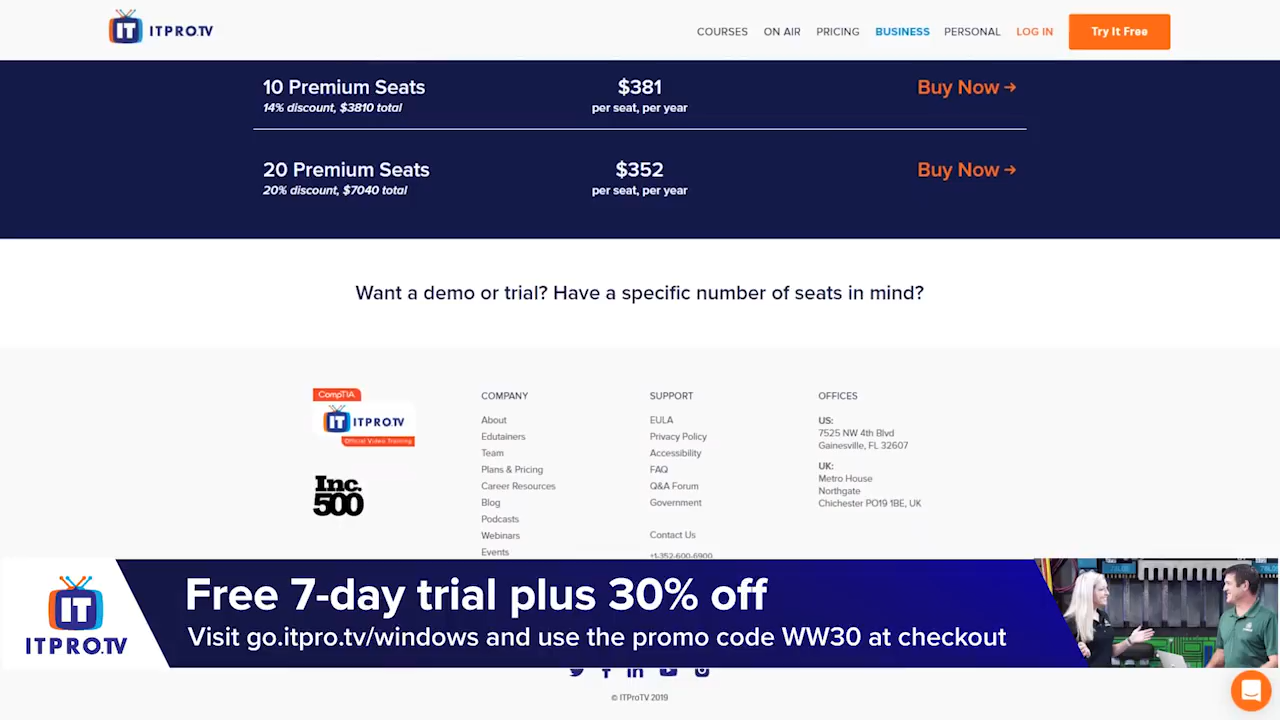 IT ITPRO.TV
COURSES ON AIR PRICING BUSINESS PERSONAL LOG IN Try It Free
10 Premium Seats $381 Buy Now →
14% discount, $3810 total per seat, per year
20 Premium Seats $352 Buy Now →
20% discount, $7040 total per seat, per year
Want a demo or trial? Have a specific number of seats in mind?
CompTIA
IT ITPRO.TV
Official Video Training
Inc.
500
COMPANY
About
Edutainers
Team
Plans & Pricing
Career Resources
Blog
Podcasts
Webinars
Events
SUPPORT
EULA
Privacy Policy
Accessibility
FAQ
Q&A Forum
Government
Contact Us
+1-352-600-6900
OFFICES
US:
7525 NW 4th Blvd
Gainesville, FL 32607
UK:
Metro House
Northgate
Chichester PO19 1BE, UK
IT
ITPRO.TV
Free 7-day trial plus 30% off
Visit go.itpro.tv/windows and use the promo code WW30 at checkout
© ITProTV 2019